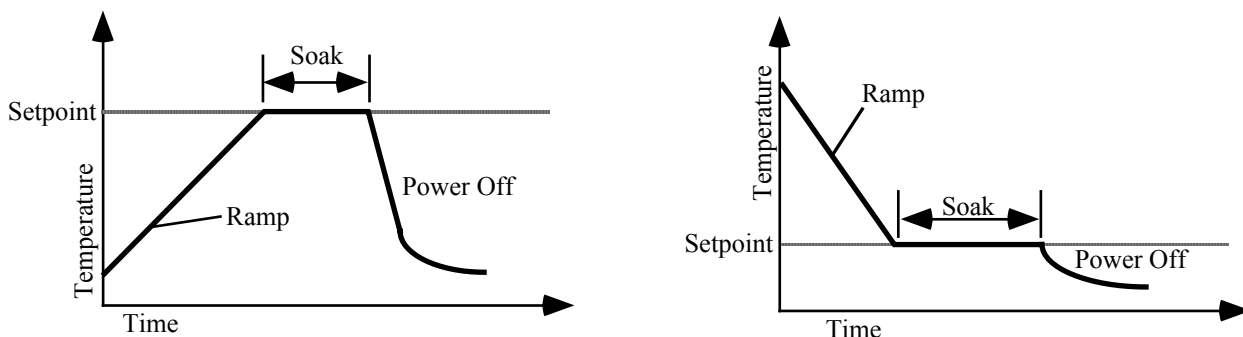 Soak
Setpoint
Temperature
Ramp
Power Off
Time
Temperature
Ramp
Soak
Setpoint
Power Off
Time